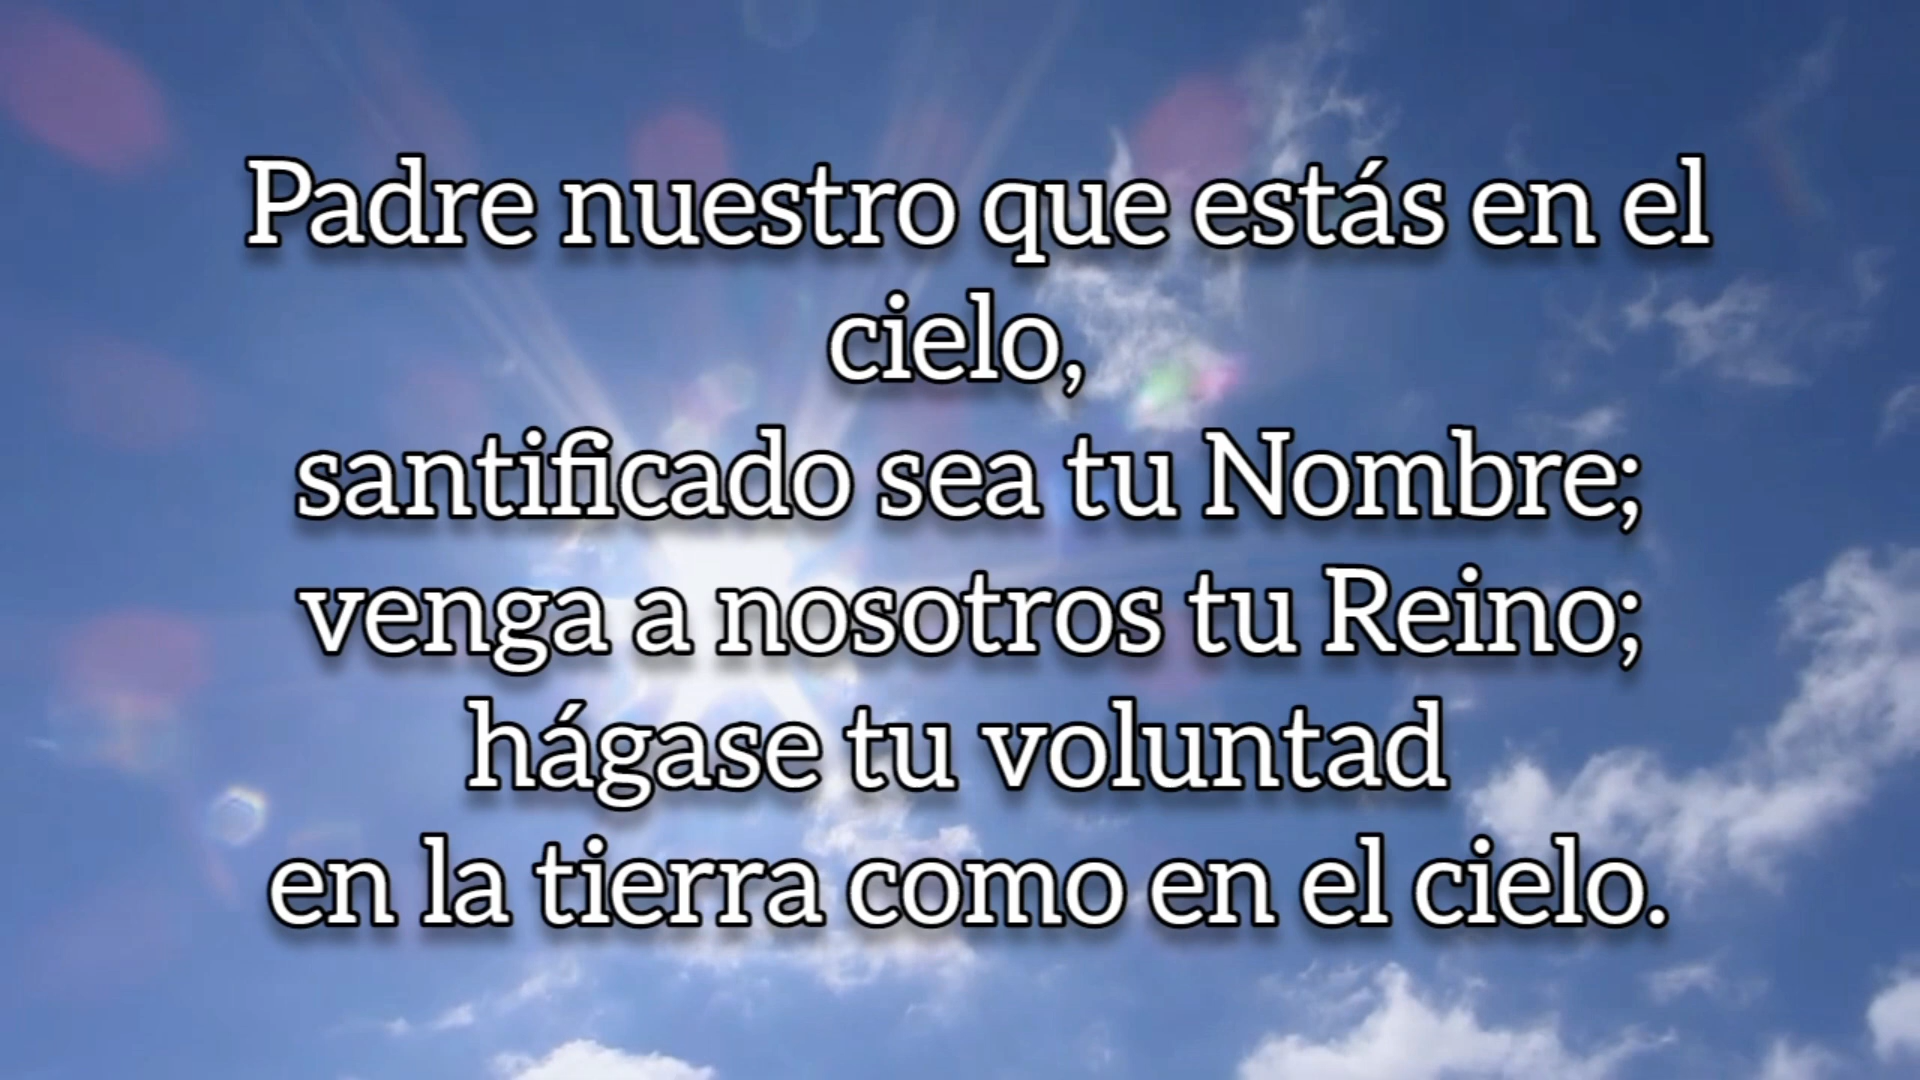 Padre nuestro que estás en el
cielo,
santificado sea tu Nombre;
venga a nosotros tu Reino;
hágase tu voluntad
en la tierra como en el cielo.